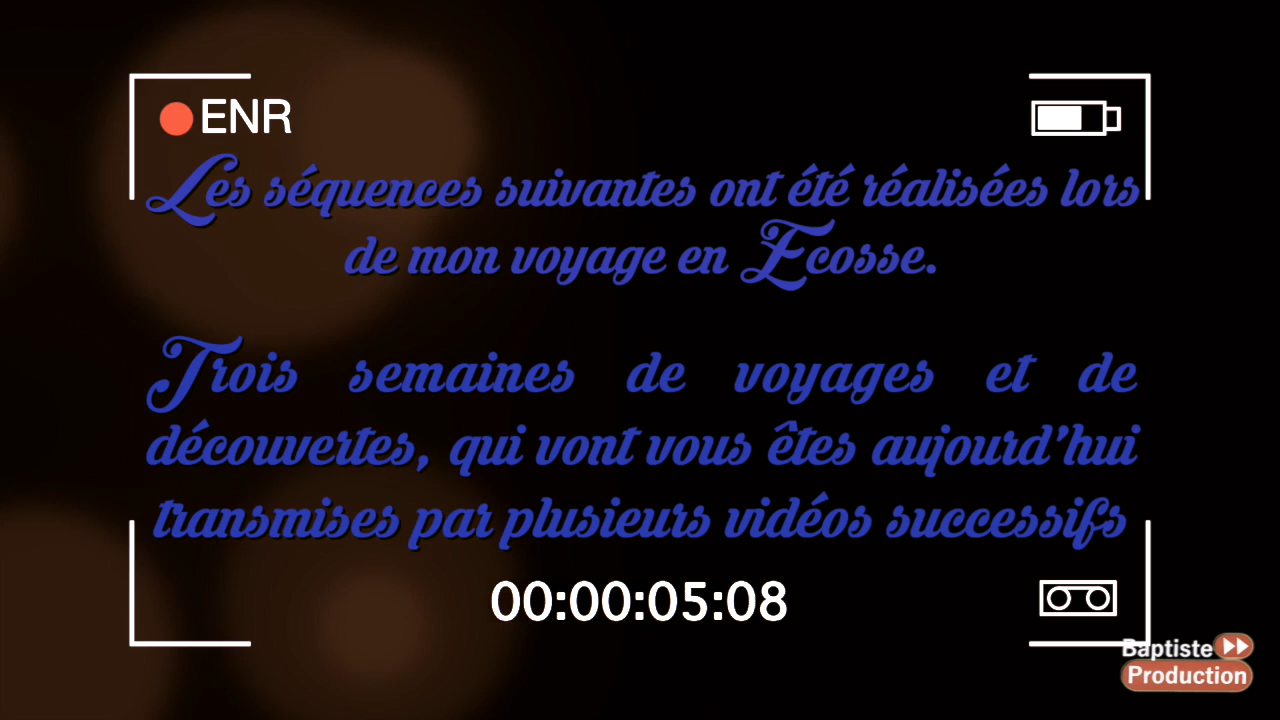 ENR
Les séquences suivantes ont été réalisées lors
de mon voyage en Ecosse.
Trois semaines de voyages et de
découvertes, qui vont vous êtes aujourd'hui
transmises par plusieurs vidéos successifs
00:00:05:08
Baptiste
Production